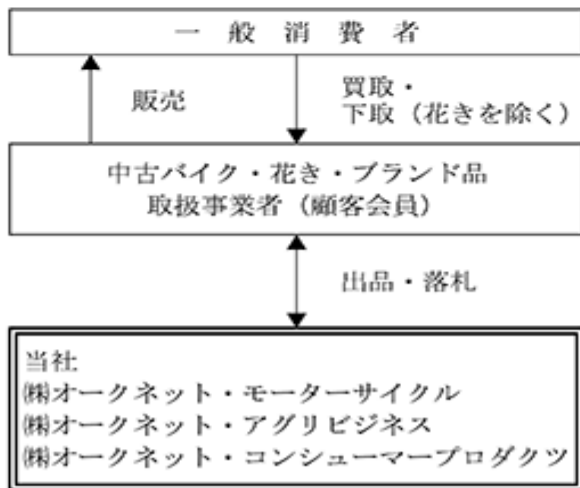 一般消費者
販売
買取・
下取(花きを除く)
中古バイク・花き・ブランド品
取扱事業者(顧客会員)
出品・落札
当社
㈱オークネット・モーターサイクル
㈱オークネット・アグリビジネス
㈱オークネット・コンシューマープロダクツ